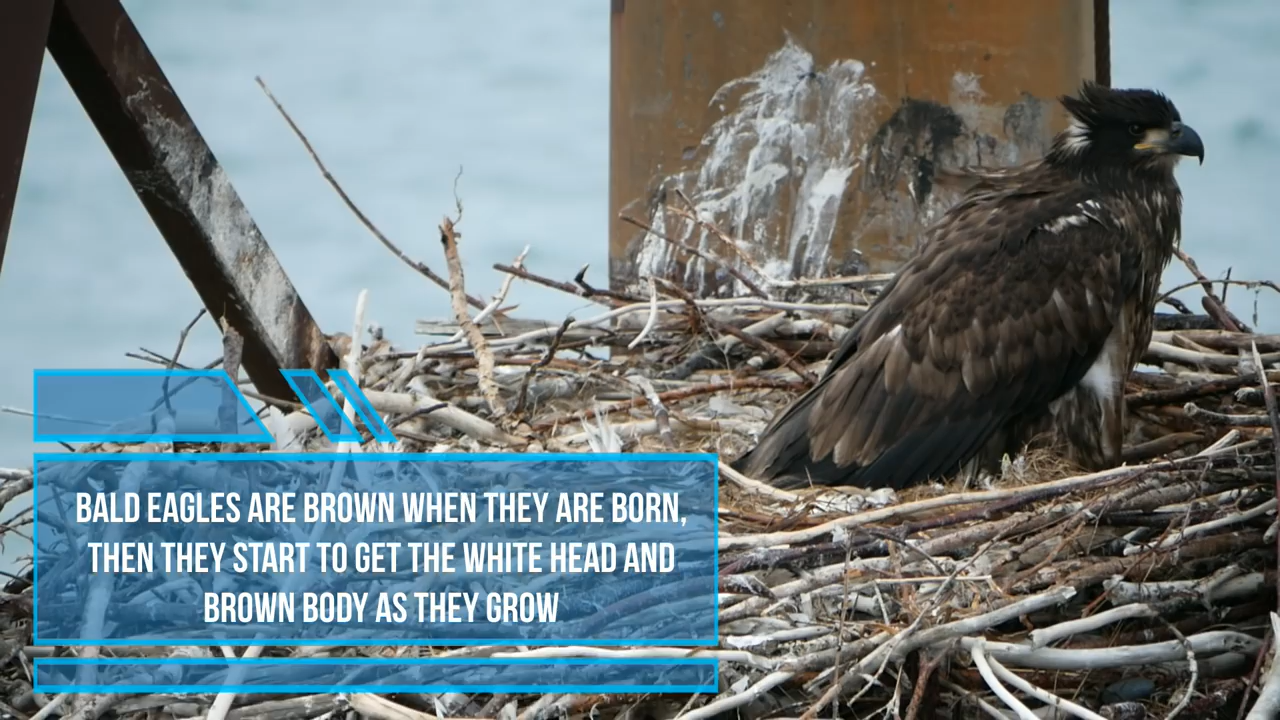 BALD EAGLES ARE BROWN WHEN THEY ARE BORN,
THEN THEY START TO GET THE WHITE HEAD AND
BROWN BODY AS THEY GROW